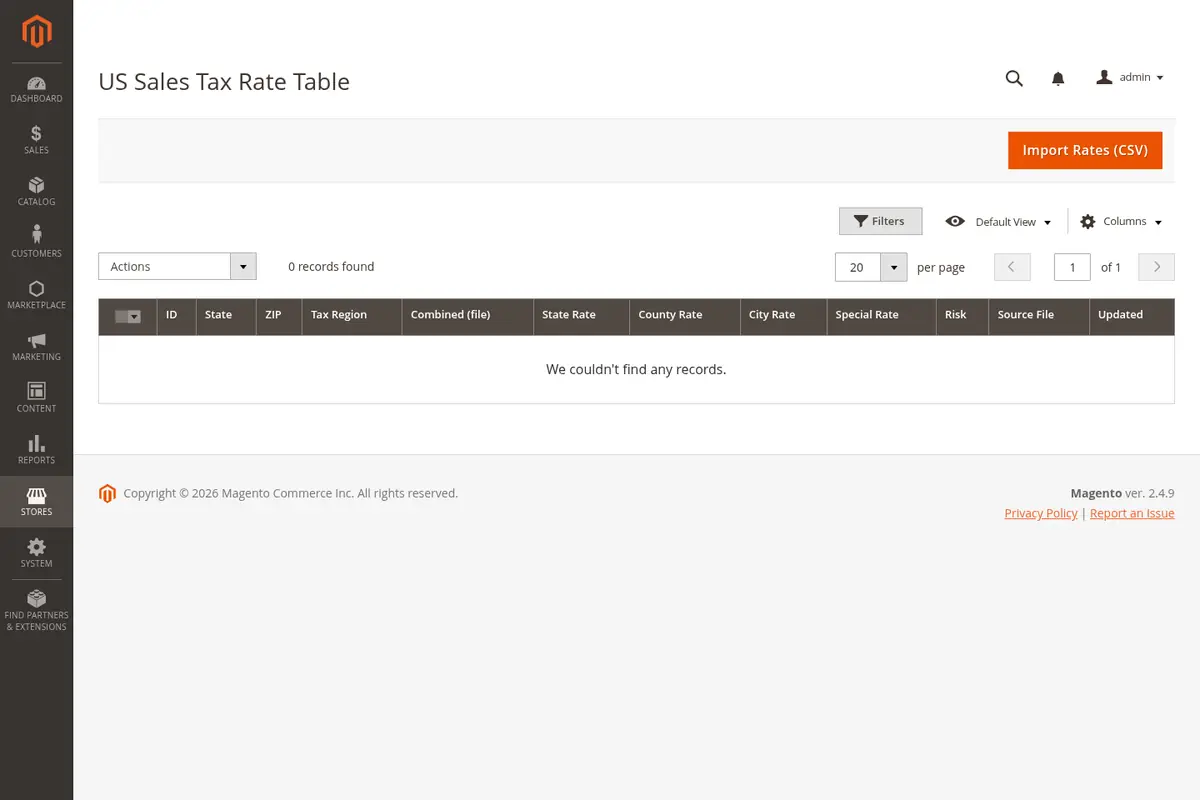 US Sales Tax Rate Table
admin
DASHBOARD
SALES
CATALOG
CUSTOMERS
MARKETPLACE
MARKETING
CONTENT
REPORTS
STORES
SYSTEM
FIND PARTNERS
& EXTENSIONS
Import Rates (CSV)
Filters
Default View
Columns
Actions
0 records found
20
per page
1
of 1
ID
State
ZIP
Tax Region
Combined (file)
State Rate
County Rate
City Rate
Special Rate
Risk
Source File
Updated
We couldn't find any records.
Copyright © 2026 Magento Commerce Inc. All rights reserved.
Magento ver. 2.4.9
Privacy Policy | Report an Issue